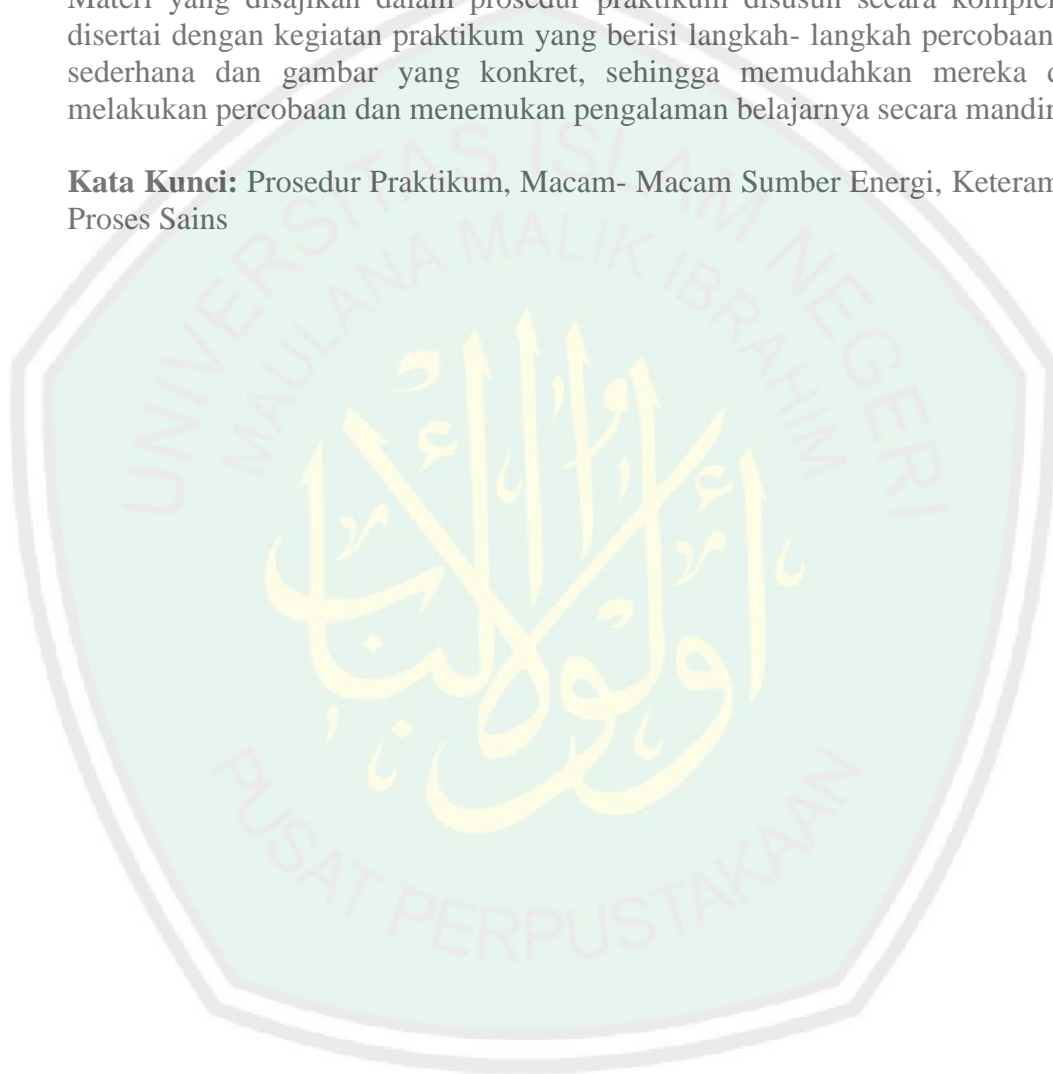 Materi yang disajikan dalam prosedur praktikum disusun secara
disertai dengan kegiatan praktikum yang berisi langkah- langkah percobaan
sederhana dan gambar yang konkret, sehingga memudahkan mereka
melakukan percobaan dan menemukan pengalaman belajarnya secara
Kata Kunci: Prosedur Praktikum, Macam- Macam Sumber Energi,
Proses Sains
UNIVERSITAS ISLAM NEGERI
MAULANA MALIK IBRAHIM
أولوا الألباب
PUSAT PERPUSTAKAAN